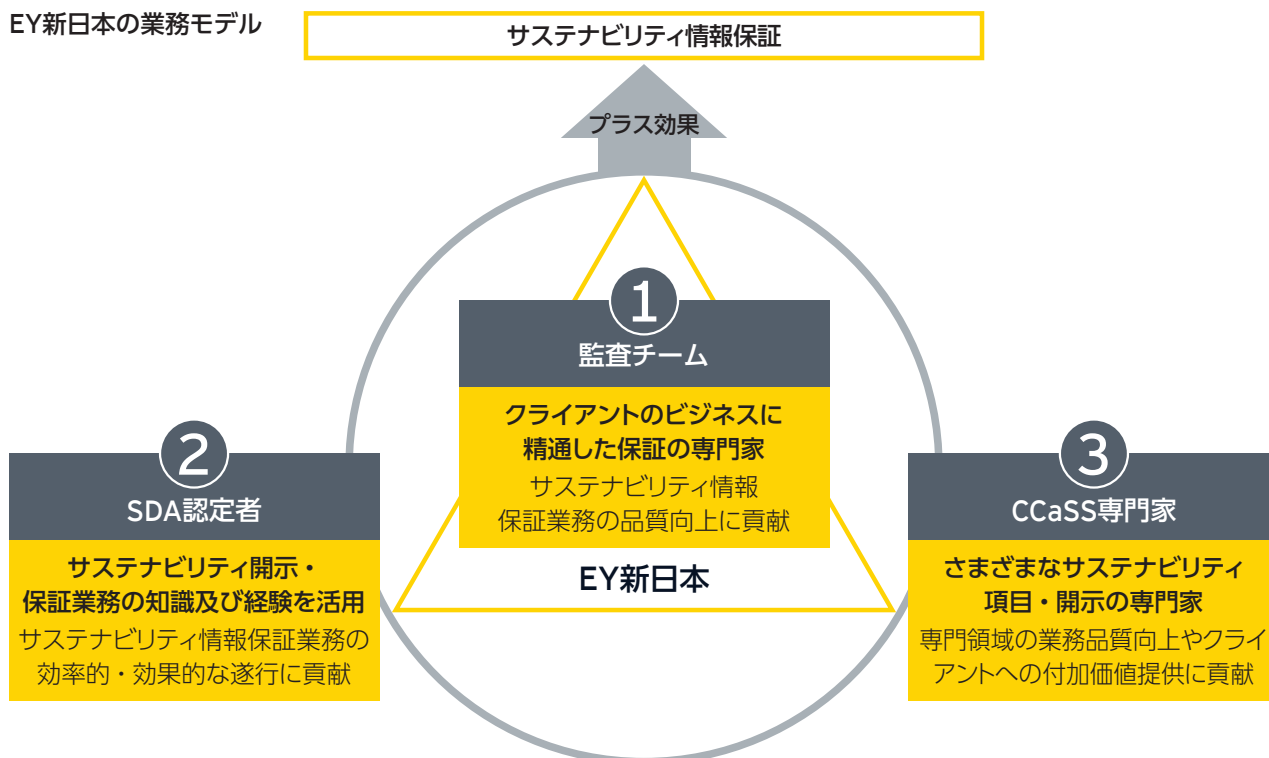 EY新日本の業務モデル
サステナビリティ情報保証
プラス効果
1
監査チーム
クライアントのビジネスに
精通した保証の専門家
サステナビリティ情報
保証業務の品質向上に貢献
EY新日本
2
SDA認定者
サステナビリティ開示・
保証業務の知識及び経験を活用
サステナビリティ情報保証業務の
効率的・効果的な遂行に貢献
3
CCaSS専門家
さまざまなサステナビリティ
項目・開示の専門家
専門領域の業務品質向上やクライ
アントへの付加価値提供に貢献